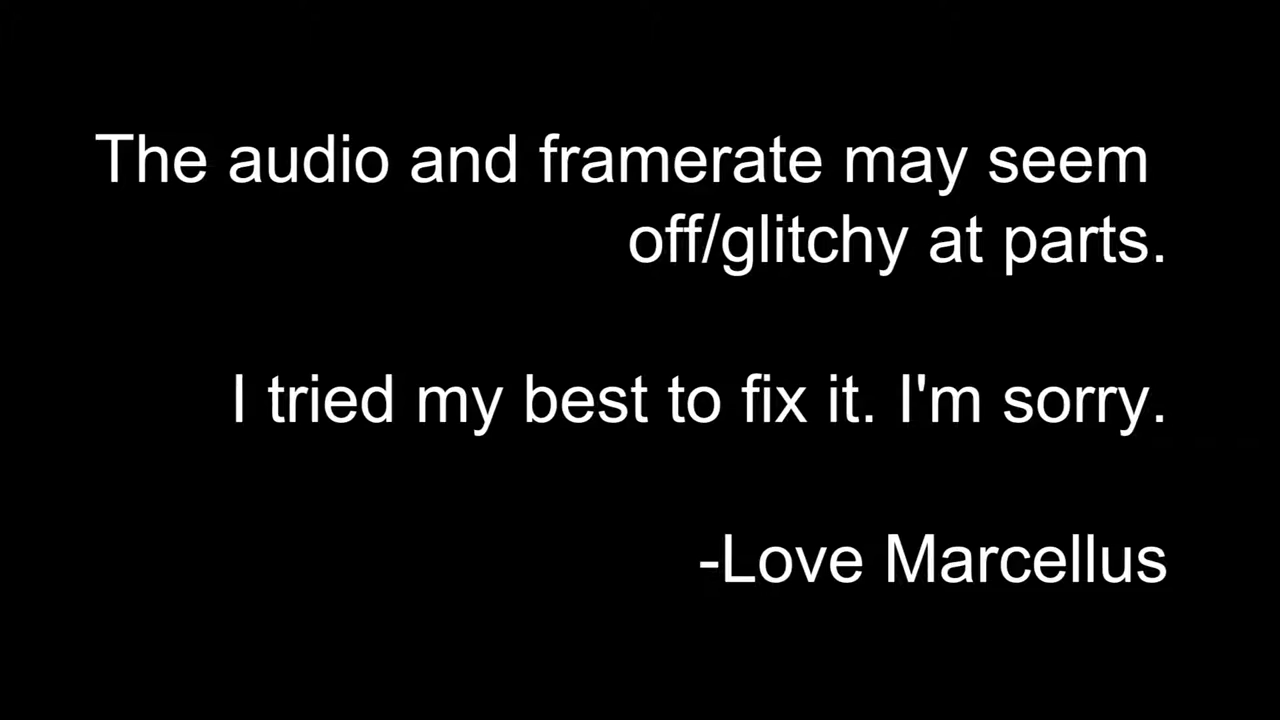 The audio and framerate may seem
off/glitchy at parts.
I tried my best to fix it. I'm sorry.
-Love Marcellus